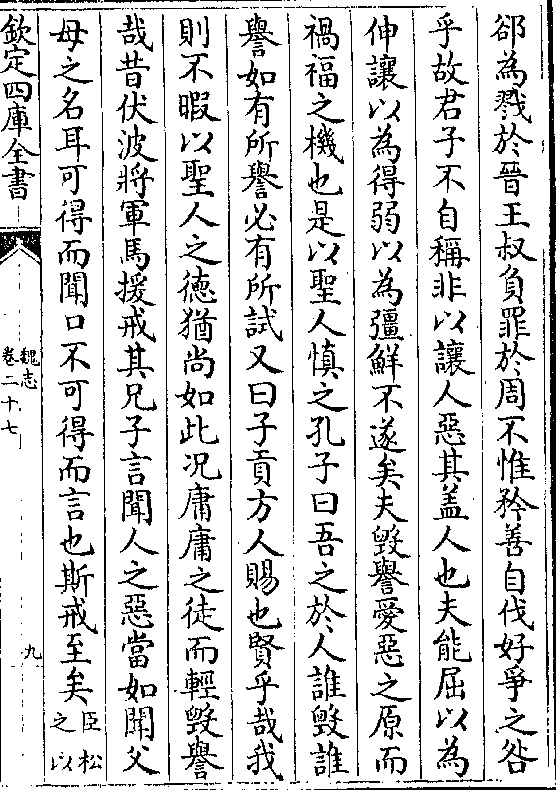 郤為戮於晉王叔負罪於周不惟矜善自伐好爭之咎
乎故君子不自稱非以讓人惡其盖人也夫能屈以為
伸讓以為得弱以為彊鮮不遂矣夫毀譽愛惡之原而
禍福之機也是以聖人慎之孔子曰吾之於人誰毀誰
譽如有所譽必有所試又曰子貢方人賜也賢乎哉我
則不暇以聖人之德猶尚如此况庸庸之徒而輕毀譽
哉昔伏波將軍馬援戒其兄子言聞人之惡當如聞父
母之名耳可得而聞口不可得而言也斯戒至矣臣松
之以
欽定四庫全書
魏志
卷二十七
九